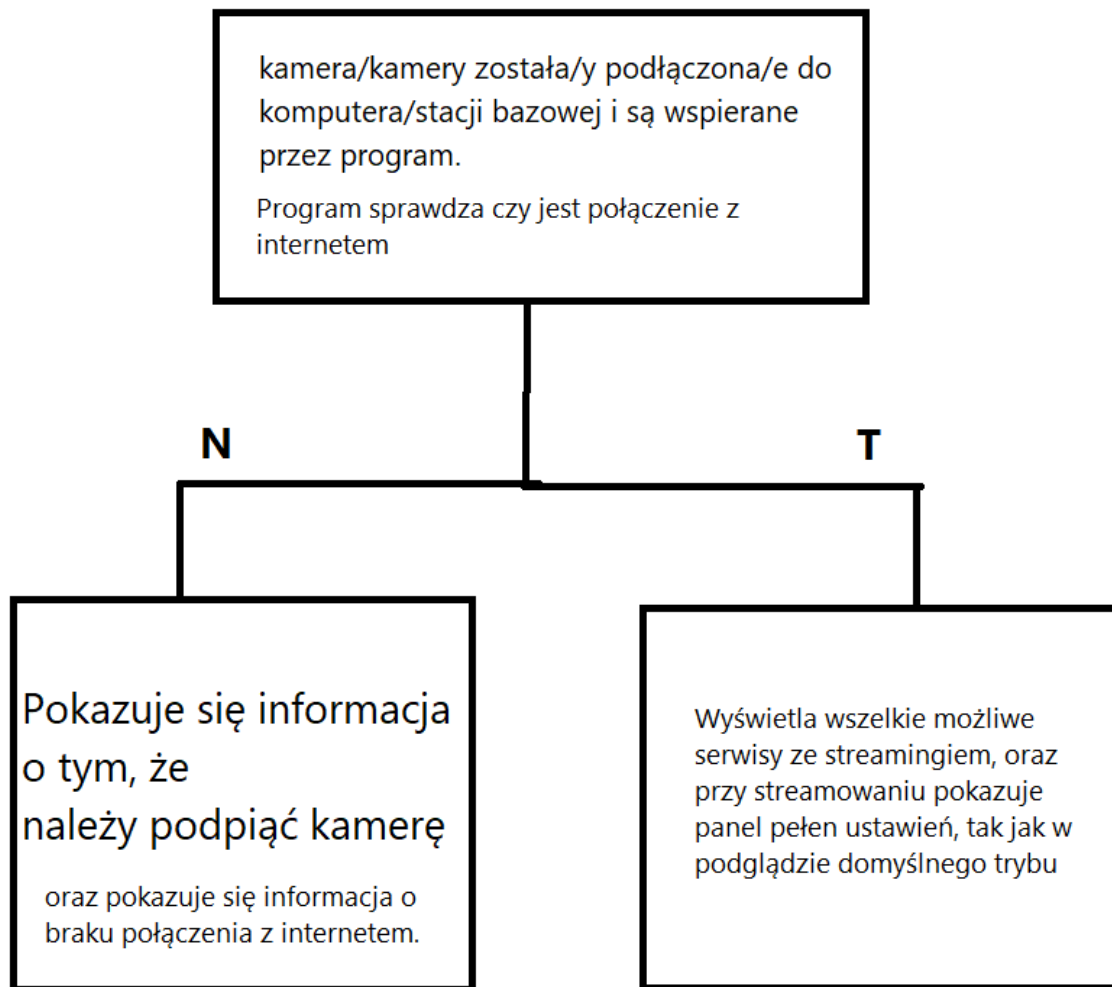 kamera/kamery została/y podłączona/e do
komputera/stacji bazowej i są wspierane
przez program.
Program sprawdza czy jest połączenie z
internetem
N
T
Pokazuje się informacja
o tym, że
należy podpiąć kamerę
oraz pokazuje się informacja o
braku połączenia z internetem.
Wyświetla wszelkie możliwe
serwisy ze streamingiem, oraz
przy streamowaniu pokazuje
panel pełen ustawień, tak jak w
podglądzie domyślnego trybu